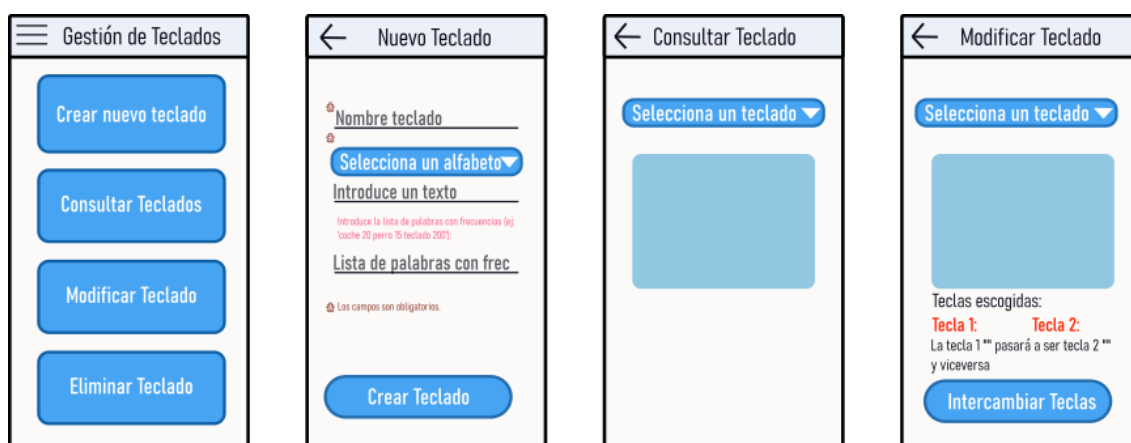 Gestión de Teclados
Crear nuevo teclado
Consultar Teclados
Modificar Teclado
Eliminar Teclado
Nuevo Teclado
Nombre teclado
Selecciona un alfabeto
Introduce un texto
Introduce la lista de palabras con frecuencias (ej:
'coche 20 perro 15 teclado 200'):
Lista de palabras con frec
Los campos son obligatorios.
Crear Teclado
Consultar Teclado
Selecciona un teclado
Modificar Teclado
Selecciona un teclado
Teclas escogidas:
Tecla 1: Tecla 2:
La tecla 1 "" pasará a ser tecla 2 ""
y viceversa
Intercambiar Teclas